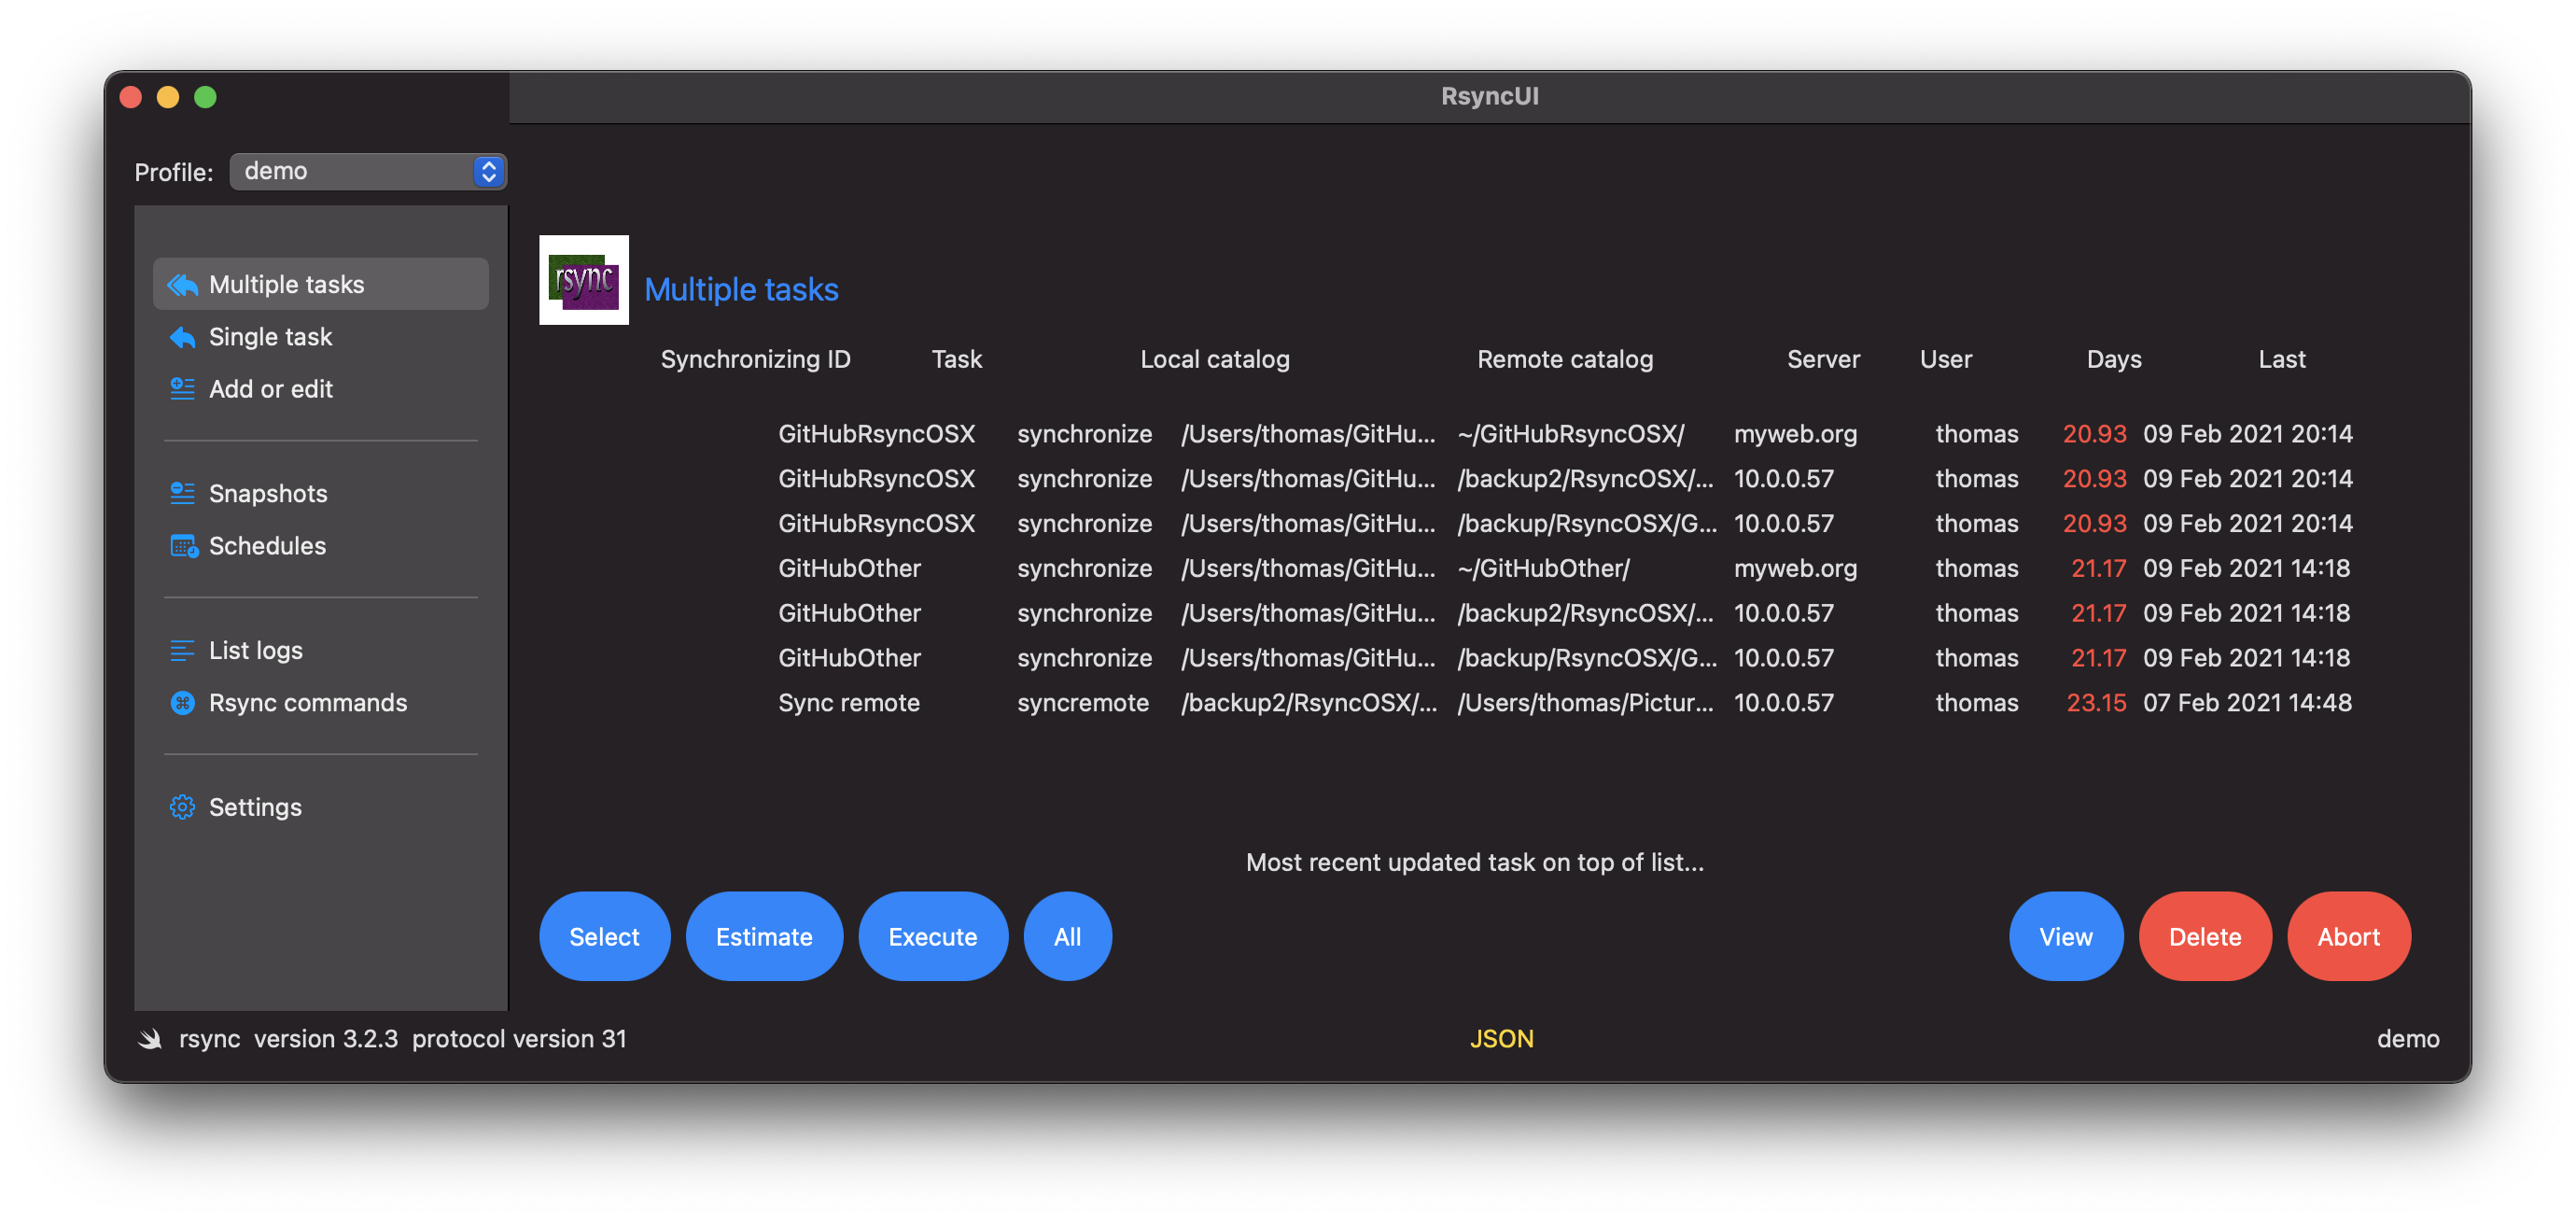 RsyncUI
Profile: demo
Multiple tasks
Single task
Add or edit
Snapshots
Schedules
List logs
Rsync commands
Settings
rsync
Multiple tasks
Synchronizing ID Task Local catalog Remote catalog Server User Days Last
GitHubRsyncOSX synchronize /Users/thomas/GitHu... ~/GitHubRsyncOSX/ myweb.org thomas 20.93 09 Feb 2021 20:14
GitHubRsyncOSX synchronize /Users/thomas/GitHu... /backup2/RsyncOSX/... 10.0.0.57 thomas 20.93 09 Feb 2021 20:14
GitHubRsyncOSX synchronize /Users/thomas/GitHu... /backup/RsyncOSX/G... 10.0.0.57 thomas 20.93 09 Feb 2021 20:14
GitHubOther synchronize /Users/thomas/GitHu... ~/GitHubOther/ myweb.org thomas 21.17 09 Feb 2021 14:18
GitHubOther synchronize /Users/thomas/GitHu... /backup2/RsyncOSX/... 10.0.0.57 thomas 21.17 09 Feb 2021 14:18
GitHubOther synchronize /Users/thomas/GitHu... /backup/RsyncOSX/G... 10.0.0.57 thomas 21.17 09 Feb 2021 14:18
Sync remote syncremote /backup2/RsyncOSX/... /Users/thomas/Pictur... 10.0.0.57 thomas 23.15 07 Feb 2021 14:48
Most recent updated task on top of list...
Select Estimate Execute All View Delete Abort
rsync version 3.2.3 protocol version 31 JSON demo